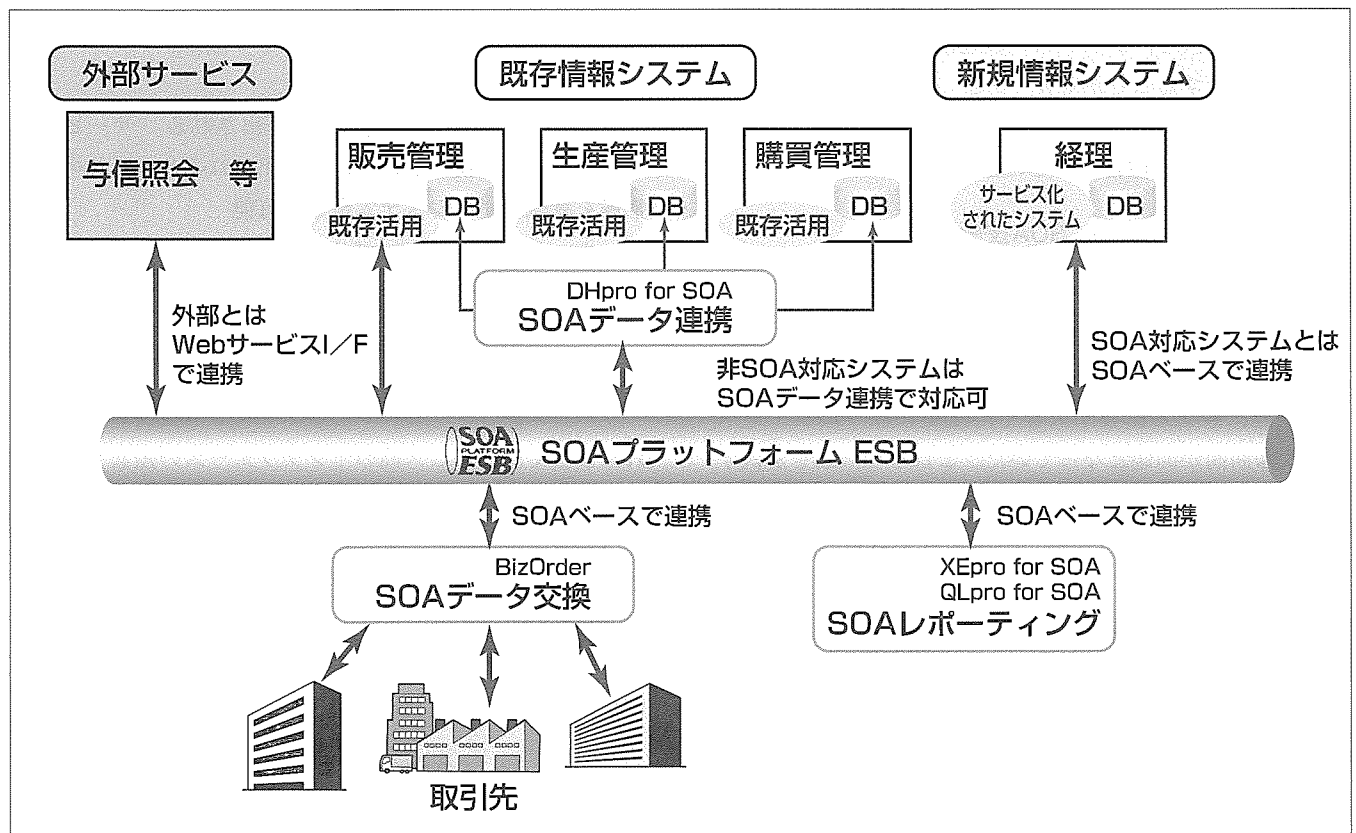 外部サービス
既存情報システム
新規情報システム
与信照会 等
販売管理
DB
既存活用
生産管理
DB
既存活用
購買管理
DB
既存活用
経理
サービス化
されたシステム
DB
DHpro for SOA
SOAデータ連携
外部とは
WebサービスI／F
で連携
非SOA対応システムは
SOAデータ連携で対応可
SOA対応システムとは
SOAベースで連携
SOA
PLATFORM
ESB
SOAプラットフォーム ESB
SOAベースで連携
SOAベースで連携
BizOrder
SOAデータ交換
XEpro for SOA
QLpro for SOA
SOAレポーティング
取引先